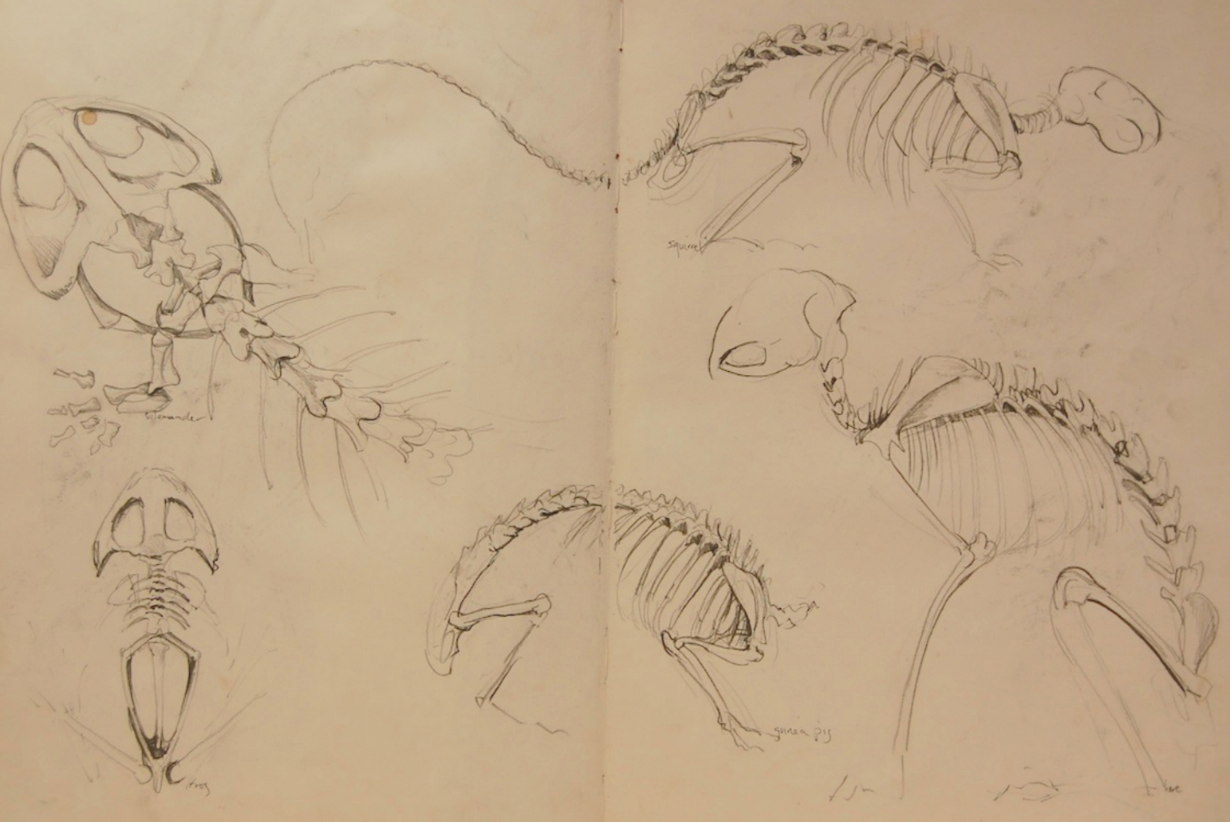 squirrel
salamander
guinea pig
frog
hare